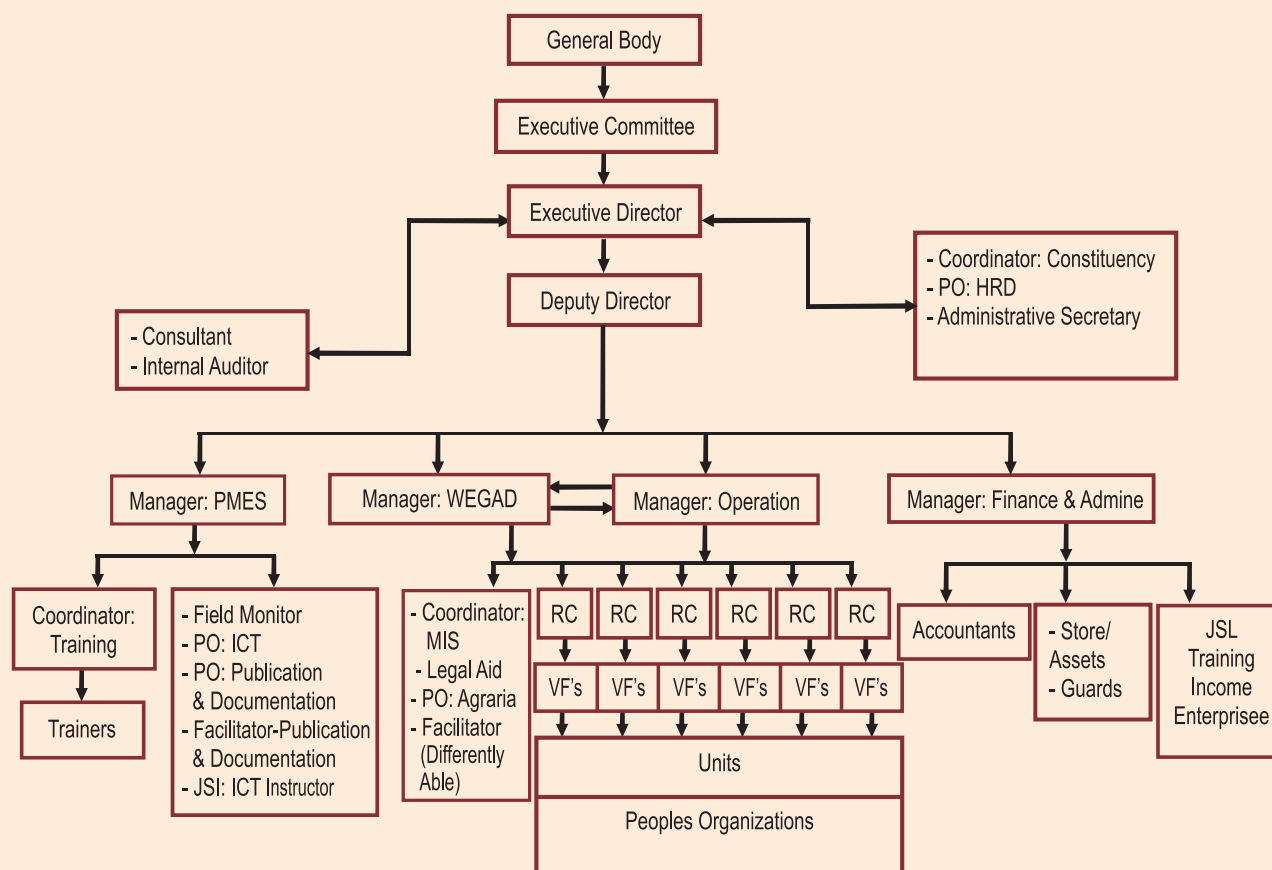 General Body
Executive Committee
Executive Director
- Coordinator: Constituency
- PO: HRD
- Administrative Secretary
Deputy Director
- Consultant
- Internal Auditor
Manager: PMES
Manager: WEGAD
Manager: Operation
Manager: Finance & Admine
Coordinator:
Training
Trainers
- Field Monitor
- PO: ICT
- PO: Publication
& Documentation
- Facilitator-Publication
& Documentation
- JSI: ICT Instructor
- Coordinator:
MIS
- Legal Aid
- PO: Agraria
- Facilitator
(Differently
Able)
RC RC RC RC RC RC
VF's VF's VF's VF's VF's VF's
Units
Peoples Organizations
Accountants
- Store/
Assets
- Guards
JSL
Training
Income
Enterprisee